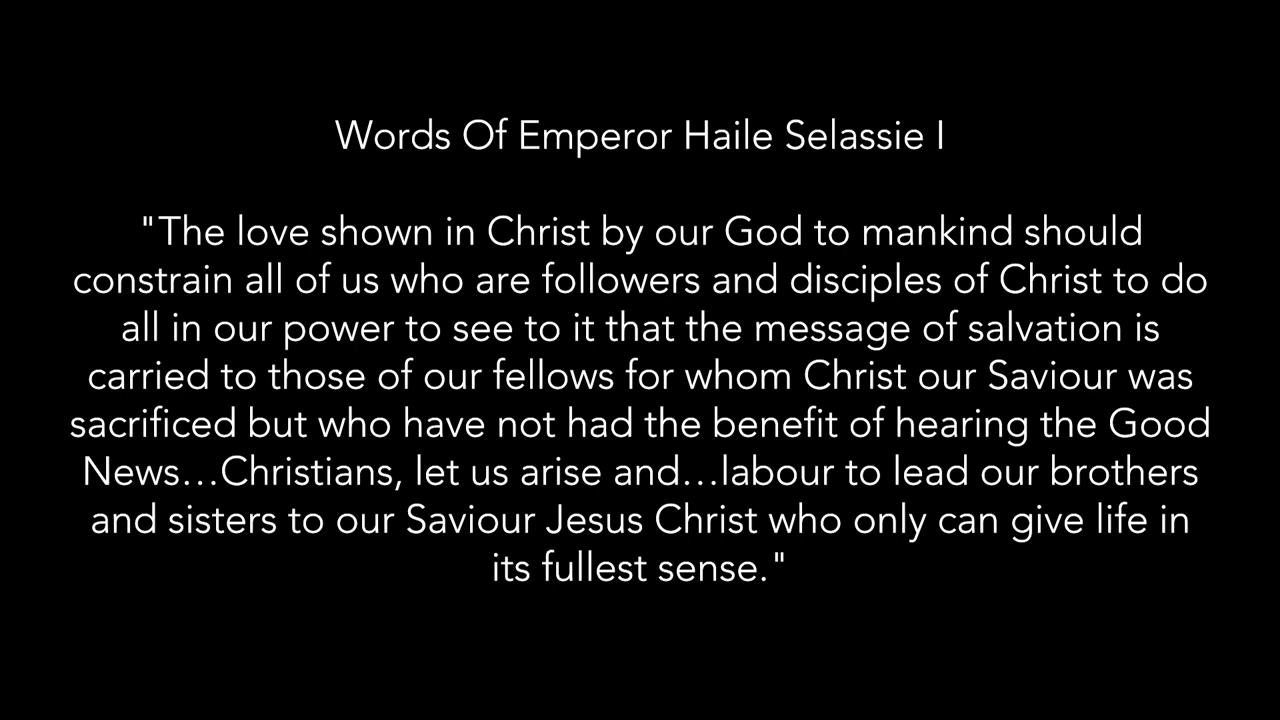 Words Of Emperor Haile Selassie I
"The love shown in Christ by our God to mankind should
constrain all of us who are followers and disciples of Christ to do
all in our power to see to it that the message of salvation is
carried to those of our fellows for whom Christ our Saviour was
sacrificed but who have not had the benefit of hearing the Good
News...Christians, let us arise and...labour to lead our brothers
and sisters to our Saviour Jesus Christ who only can give life in
its fullest sense."